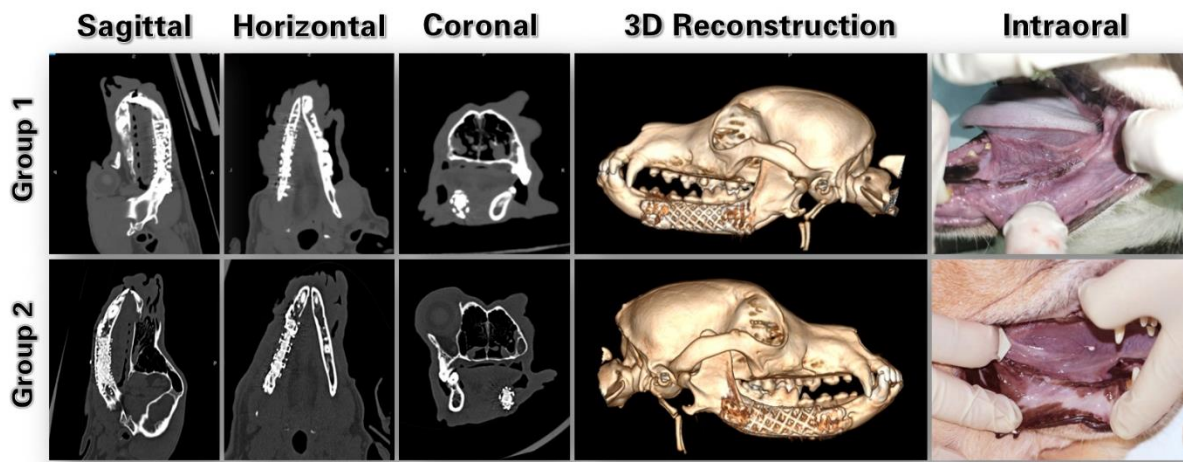 Sagittal Horizontal Coronal 3D Reconstruction Intraoral
Group 1
Group 2